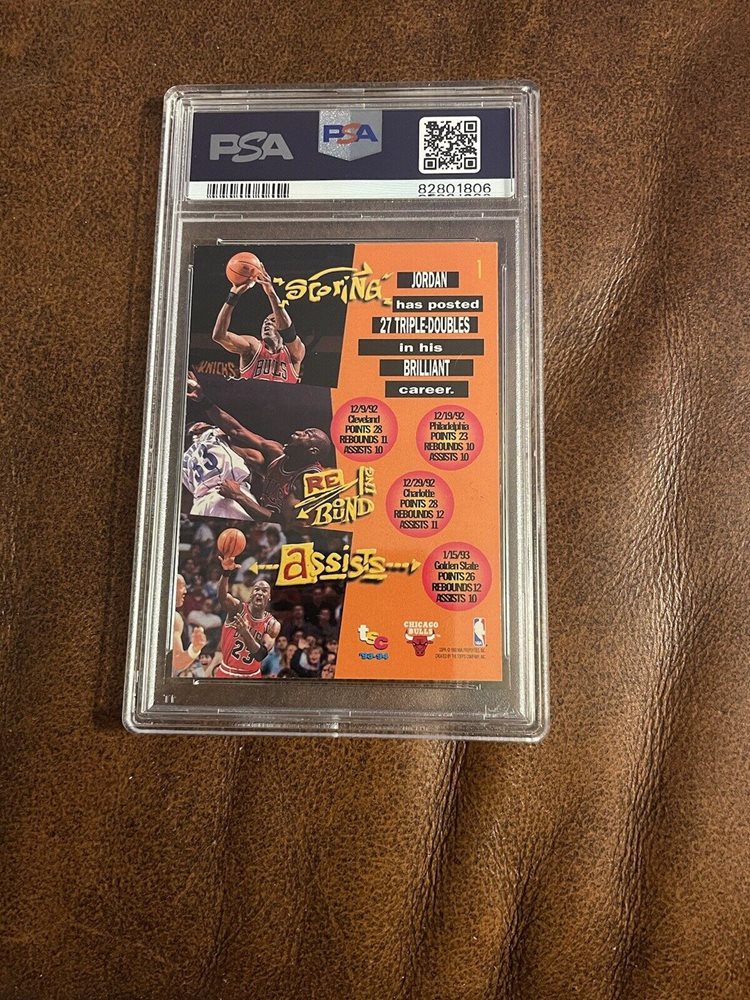 PSA
PSA
82801806
1
SCORING
JORDAN
has posted
27 TRIPLE-DOUBLES
in his
BRILLIANT
career.
KNICKS
BULLS
12/9/92
Cleveland
POINTS 28
REBOUNDS 11
ASSISTS 10
12/19/92
Philadelphia
POINTS 23
REBOUNDS 10
ASSISTS 10
33
REBOUNDING
12/29/92
Charlotte
POINTS 28
REBOUNDS 12
ASSISTS 11
assists
1/15/93
Golden State
POINTS 26
REBOUNDS 12
ASSISTS 10
23
tsc
'93-'94
CHICAGO
BULLS
NBA